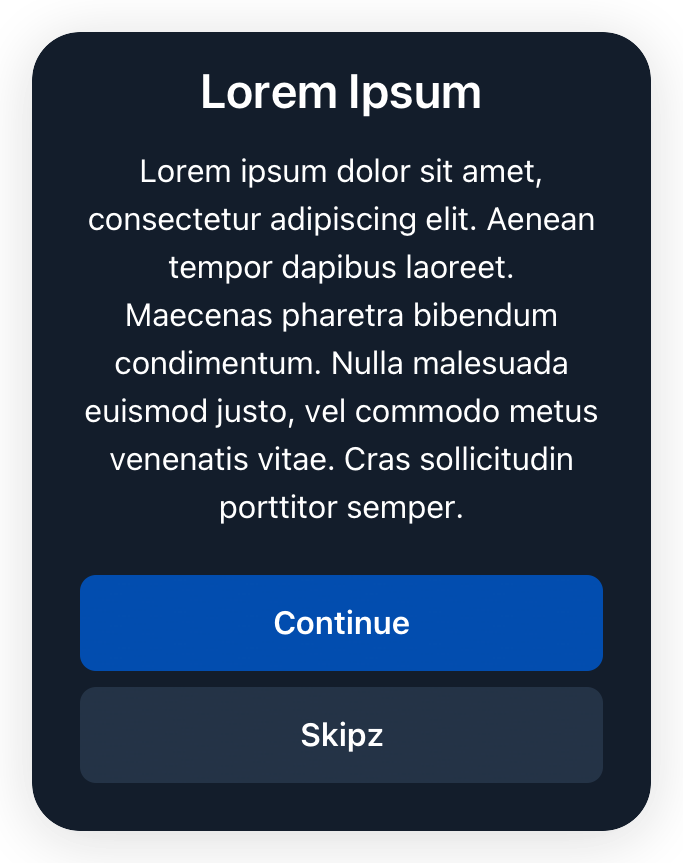 Lorem Ipsum
Lorem ipsum dolor sit amet,
consectetur adipiscing elit. Aenean
tempor dapibus laoreet.
Maecenas pharetra bibendum
condimentum. Nulla malesuada
euismod justo, vel commodo metus
venenatis vitae. Cras sollicitudin
porttitor semper.
Continue
Skipz